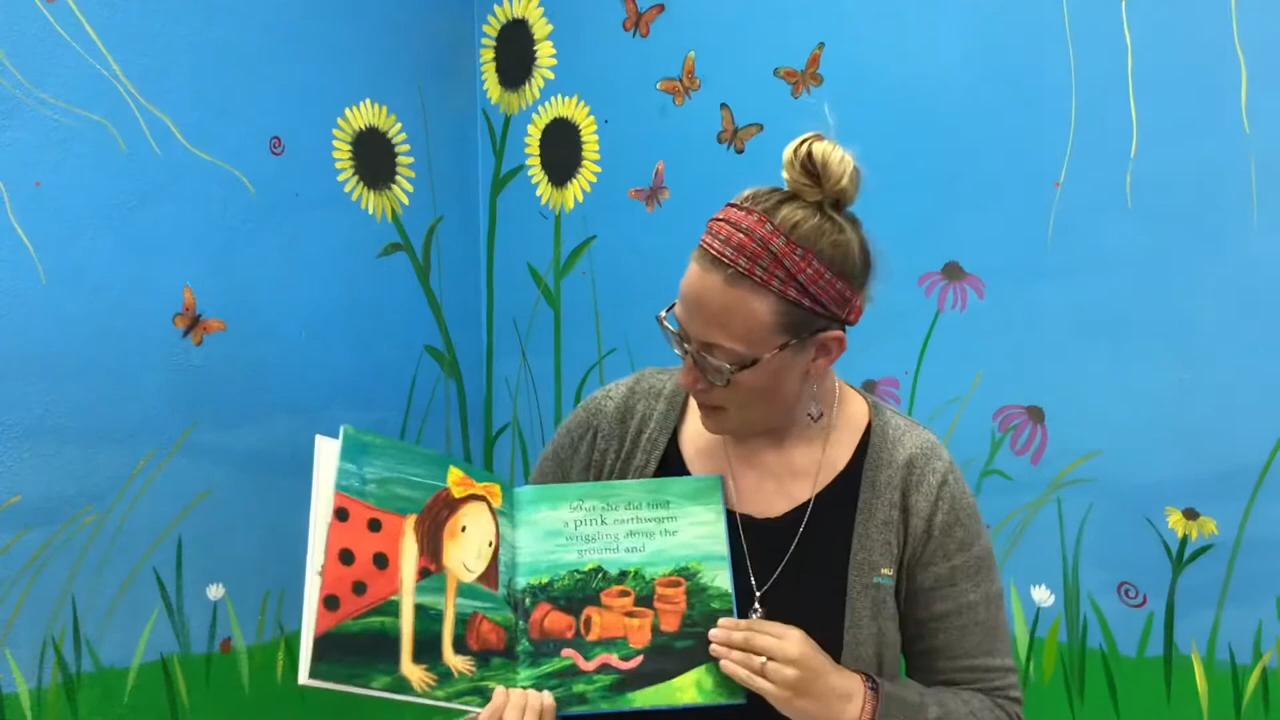 But she did find
a pink earthworm
wriggling along the
ground and